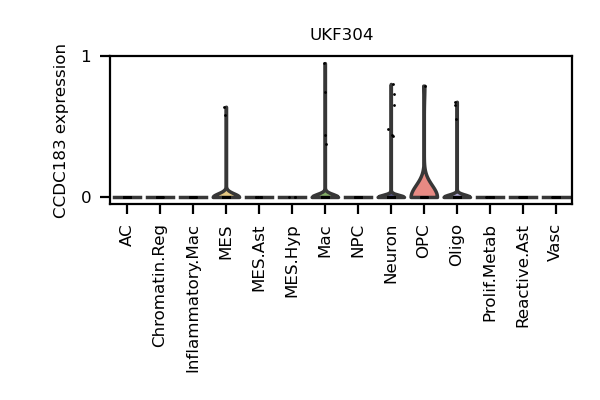 UKF304
CCDC183 expression
1
0
AC
Chromatin.Reg
Inflammatory.Mac
MES
MES.Ast
MES.Hyp
Mac
NPC
Neuron
OPC
Oligo
Prolif.Metab
Reactive.Ast
Vasc